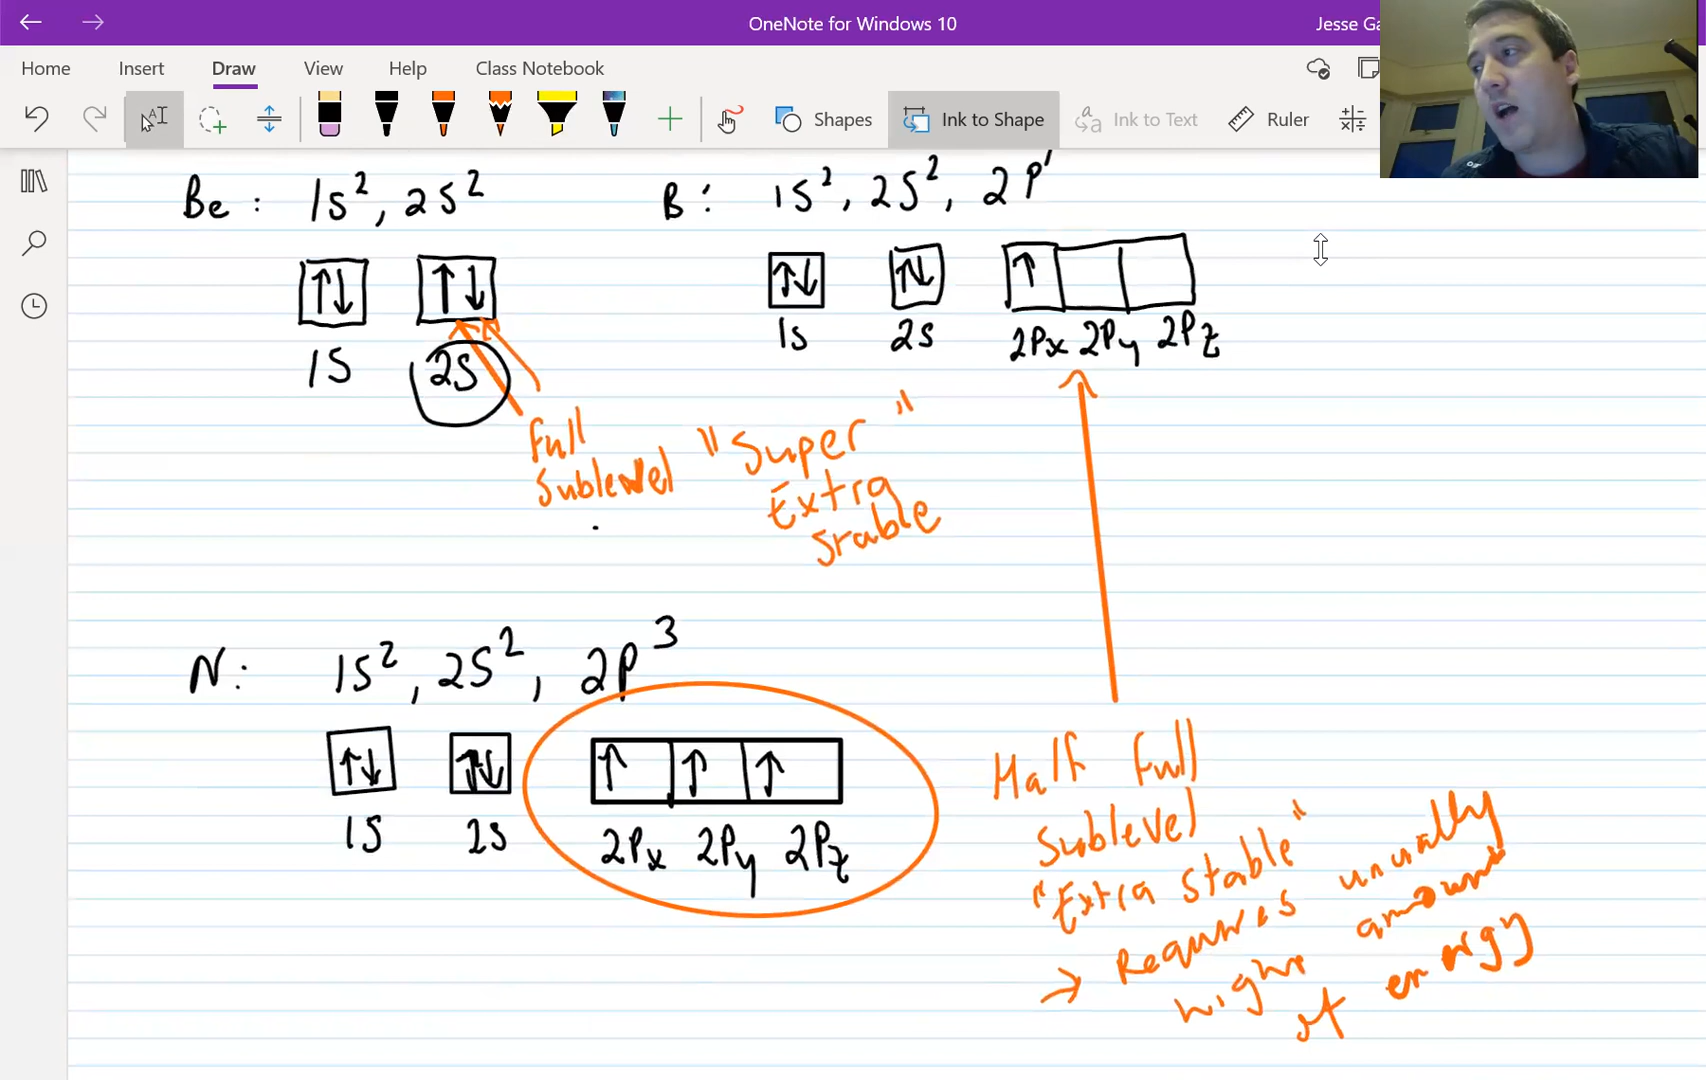 OneNote for Windows 10
Jesse Ga
Home Insert Draw View Help Class Notebook
Shapes Ink to Shape Ink to Text Ruler
Be: 1s², 2s²
B: 1s², 2s², 2p¹
↑↓ ↑↓
1s 2s
↑↓ ↑↓ ↑
1s 2s 2Px 2Py 2Pz
Full
Sublevel
"Super"
Extra
Stable
N: 1s², 2s², 2p³
↑↓ ↑↓ ↑ ↑ ↑
1s 2s 2Px 2Py 2Pz
Half Full
Sublevel
"Extra Stable"
→ Requires unually
high amount
of energy